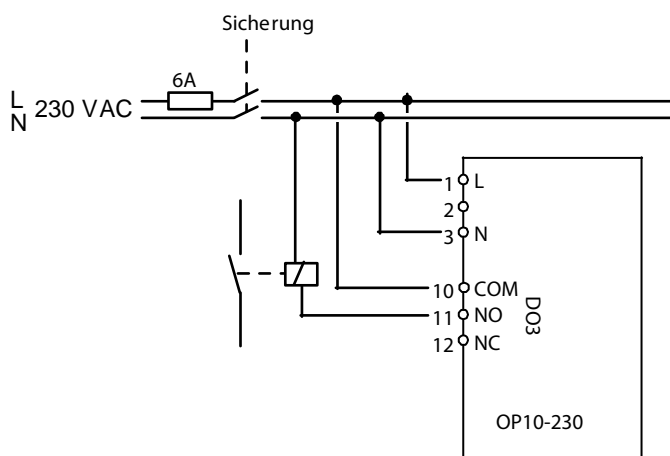 Sicherung
6A
L
N
230 VAC
1 L
2
3 N
10 COM
11 NO
12 NC
DO3
OP10-230